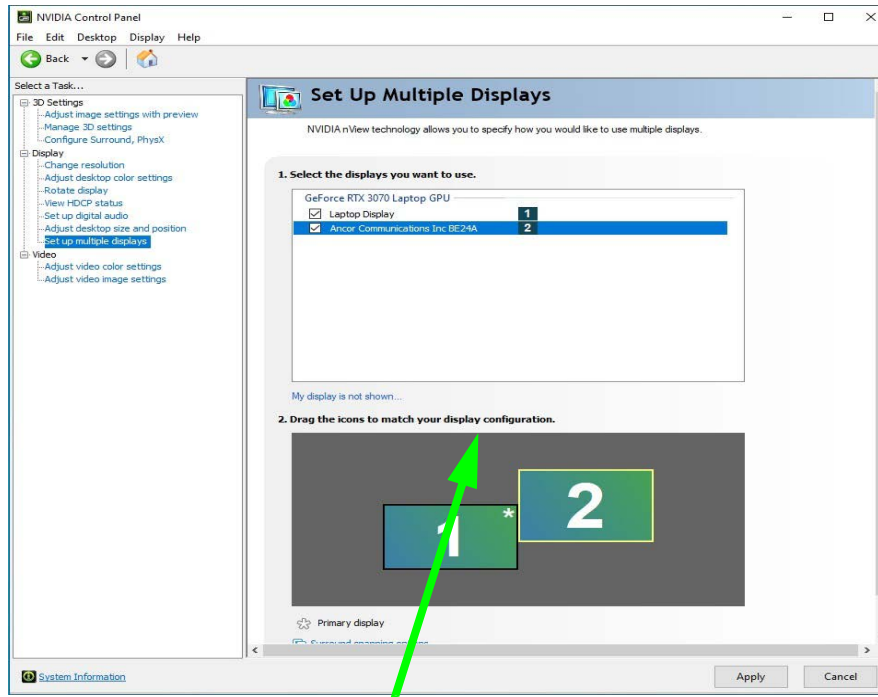 NVIDIA Control Panel
File Edit Desktop Display Help
Back
Select a Task...
3D Settings
Adjust image settings with preview
Manage 3D settings
Configure Surround, PhysX
Display
Change resolution
Adjust desktop color settings
Rotate display
View HDCP status
Set up digital audio
Adjust desktop size and position
Set up multiple displays
Video
Adjust video color settings
Adjust video image settings
System Information
Set Up Multiple Displays
NVIDIA nView technology allows you to specify how you would like to use multiple displays.
1. Select the displays you want to use.
GeForce RTX 3070 Laptop GPU
Laptop Display 1
Ancor Communications Inc BE24A 2
My display is not shown...
2. Drag the icons to match your display configuration.
1 *
2
Primary display
Surround spanning options
Apply Cancel